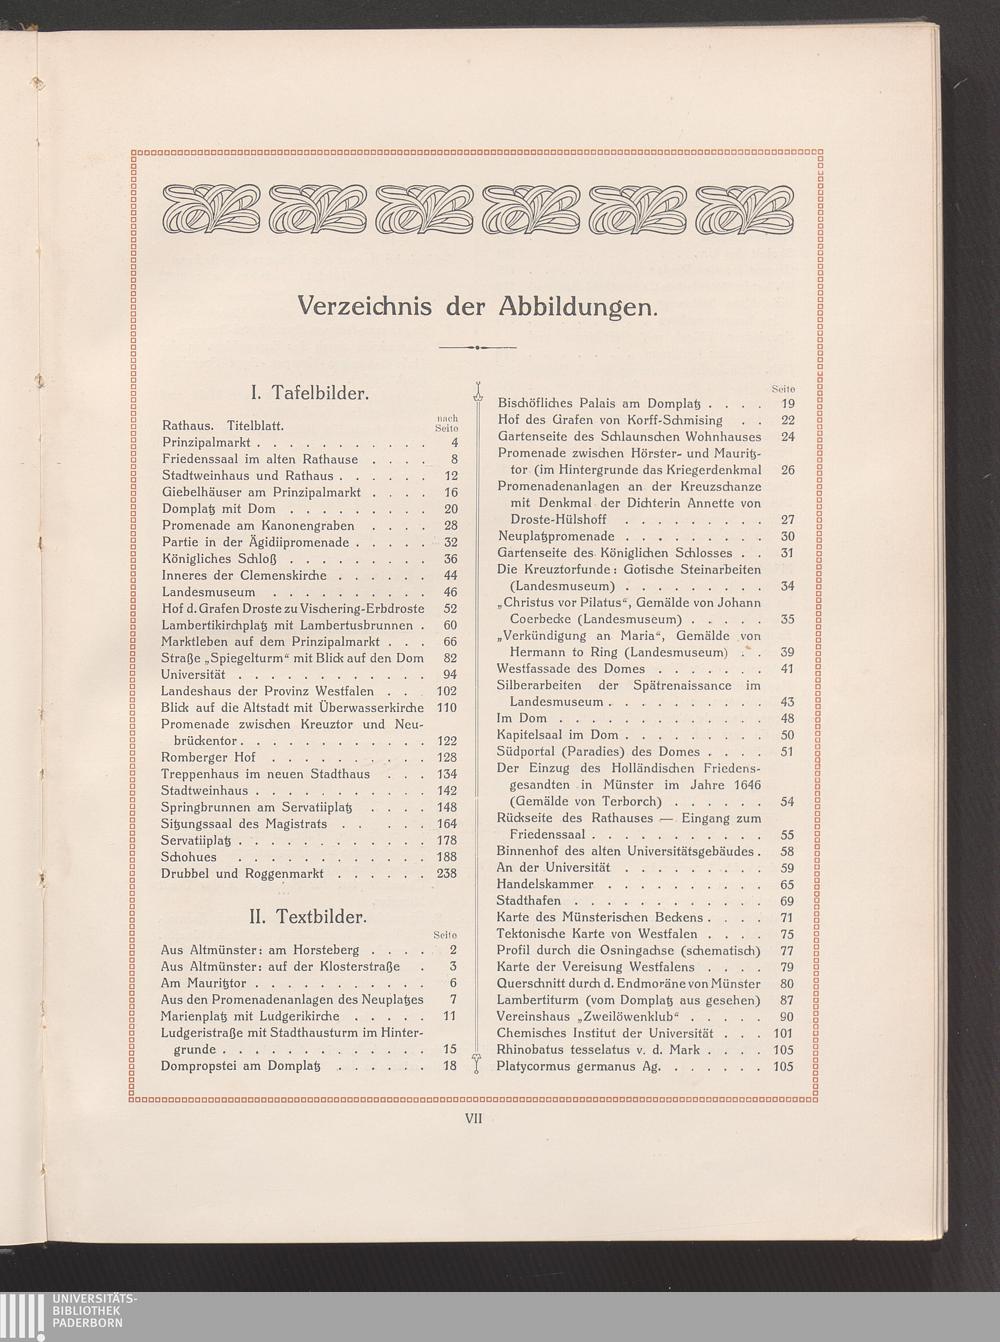 Verzeichnis der Abbildungen.
I. Tafelbilder.
nach
Seite
Rathaus. Titelblatt.
Prinzipalmarkt . . . . . . . . . . . 4
Friedenssaal im alten Rathause . . . . 8
Stadtweinhaus und Rathaus . . . . . . 12
Giebelhäuser am Prinzipalmarkt . . . . 16
Domplatz mit Dom . . . . . . . . . 20
Promenade am Kanonengraben . . . . 28
Partie in der Ägidiipromenade . . . . . 32
Königliches Schloß . . . . . . . . . 36
Inneres der Clemenskirche . . . . . . 44
Landesmuseum . . . . . . . . . . 46
Hof d. Grafen Droste zu Vischering-Erbdroste 52
Lambertikirchplatz mit Lambertusbrunnen . 60
Marktleben auf dem Prinzipalmarkt . . . 66
Straße „Spiegelturm“ mit Blick auf den Dom 82
Universität . . . . . . . . . . . . 94
Landeshaus der Provinz Westfalen . . . 102
Blick auf die Altstadt mit Überwasserkirche 110
Promenade zwischen Kreuztor und Neu-
brückentor . . . . . . . . . . . . 122
Romberger Hof . . . . . . . . . . 128
Treppenhaus im neuen Stadthaus . . . 134
Stadtweinhaus . . . . . . . . . . . 142
Springbrunnen am Servatiiplatz . . . . 148
Sitzungssaal des Magistrats . . . . . 164
Servatiiplatz . . . . . . . . . . . . 178
Schohues . . . . . . . . . . . . 188
Drubbel und Roggenmarkt . . . . . . 238
II. Textbilder.
Seite
Aus Altmünster: am Horsteberg . . . . 2
Aus Altmünster: auf der Klosterstraße . 3
Am Mauritztor . . . . . . . . . . . 6
Aus den Promenadenanlagen des Neuplatzes 7
Marienplatz mit Ludgerikirche . . . . . 11
Ludgeristraße mit Stadthausturm im Hinter-
grunde . . . . . . . . . . . . . 15
Dompropstei am Domplatz . . . . . . 18
Seite
Bischöfliches Palais am Domplatz . . . . 19
Hof des Grafen von Korff-Schmising . . 22
Gartenseite des Schlaunschen Wohnhauses 24
Promenade zwischen Hörster- und Mauritz-
tor (im Hintergrunde das Kriegerdenkmal 26
Promenadenanlagen an der Kreuzschanze
mit Denkmal der Dichterin Annette von
Droste-Hülshoff . . . . . . . . . 27
Neuplatzpromenade . . . . . . . . . 30
Gartenseite des Königlichen Schlosses . . 31
Die Kreuztorfunde: Gotische Steinarbeiten
(Landesmuseum) . . . . . . . . . 34
„Christus vor Pilatus“, Gemälde von Johann
Coerbecke (Landesmuseum) . . . . . 35
„Verkündigung an Maria“, Gemälde von
Hermann to Ring (Landesmuseum) . . 39
Westfassade des Domes . . . . . . . 41
Silberarbeiten der Spätrenaissance im
Landesmuseum . . . . . . . . . . 43
Im Dom . . . . . . . . . . . . . 48
Kapitelsaal im Dom . . . . . . . . . 50
Südportal (Paradies) des Domes . . . . 51
Der Einzug des Holländischen Friedens-
gesandten in Münster im Jahre 1646
(Gemälde von Terborch) . . . . . . 54
Rückseite des Rathauses — Eingang zum
Friedenssaal . . . . . . . . . . . 55
Binnenhof des alten Universitätsgebäudes . 58
An der Universität . . . . . . . . . 59
Handelskammer . . . . . . . . . . 65
Stadthafen . . . . . . . . . . . . 69
Karte des Münsterischen Beckens . . . . 71
Tektonische Karte von Westfalen . . . . 75
Profil durch die Osningachse (schematisch) 77
Karte der Vereisung Westfalens . . . . 79
Querschnitt durch d. Endmoräne von Münster 80
Lambertiturm (vom Domplatz aus gesehen) 87
Vereinshaus „Zweilöwenklub“ . . . . . 90
Chemisches Institut der Universität . . . 101
Rhinobatus tesselatus v. d. Mark . . . . 105
Platycormus germanus Ag. . . . . . . 105
VII
UNIVERSITÄTS-
BIBLIOTHEK
PADERBORN